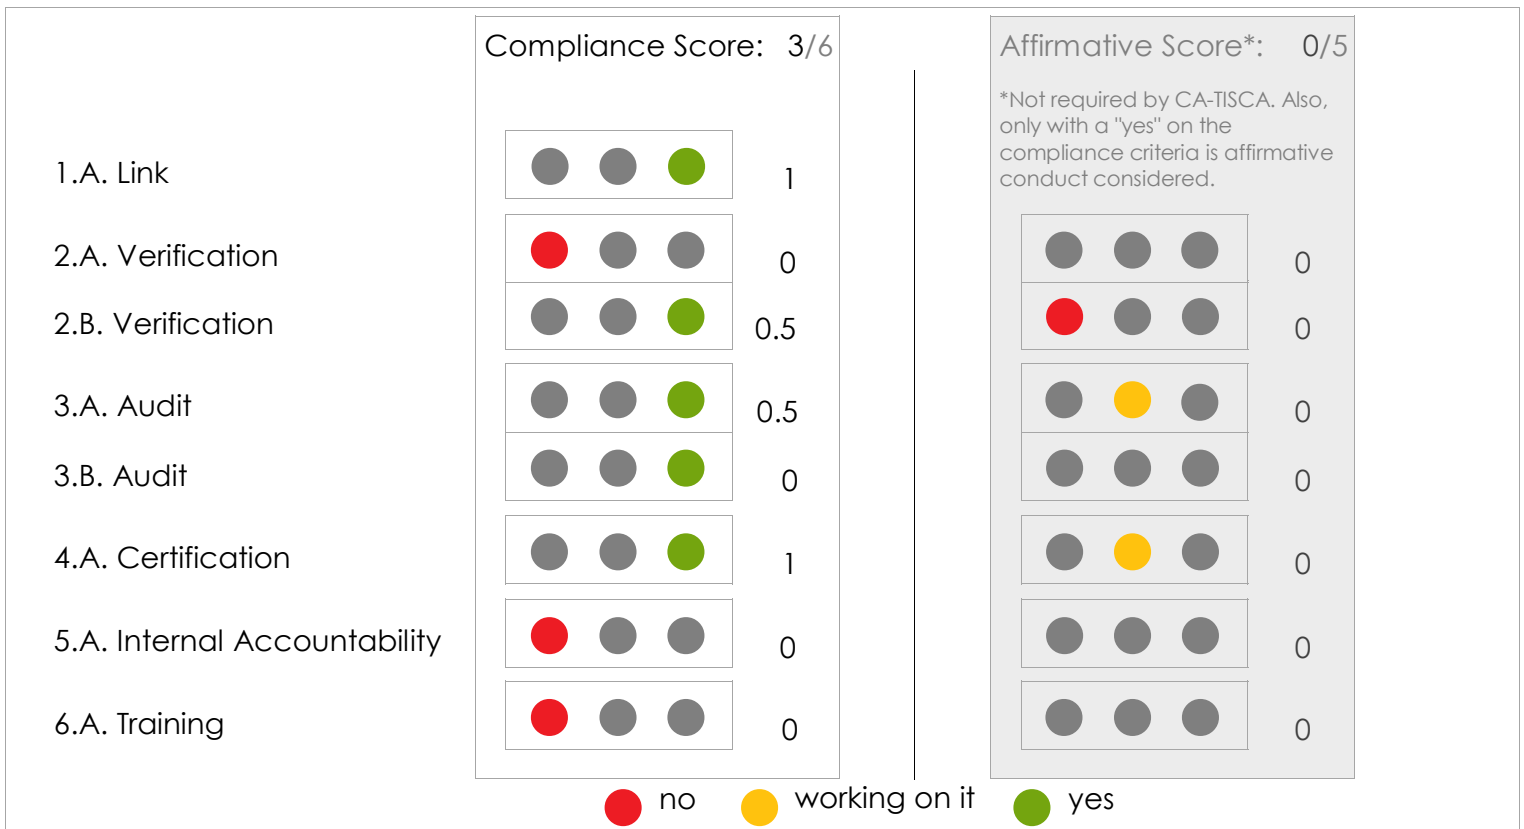 Compliance Score: 3/6
Affirmative Score*: 0/5
*Not required by CA-TISCA. Also,
only with a "yes" on the
compliance criteria is affirmative
conduct considered.
1.A. Link 1
2.A. Verification 0 0
2.B. Verification 0.5 0
3.A. Audit 0.5 0
3.B. Audit 0 0
4.A. Certification 1 0
5.A. Internal Accountability 0 0
6.A. Training 0 0
no working on it yes